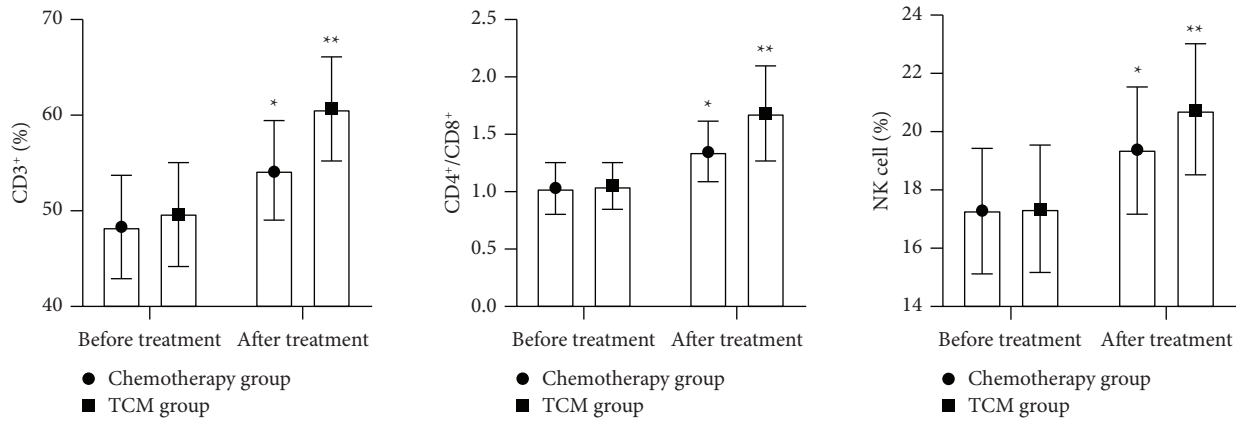 CD3+ (%)
70
60
50
40
*
**
Before treatment After treatment
Chemotherapy group
TCM group
CD4+/CD8+
2.5
2.0
1.5
1.0
0.5
0.0
*
**
Before treatment After treatment
Chemotherapy group
TCM group
NK cell (%)
24
22
20
18
16
14
*
**
Before treatment After treatment
Chemotherapy group
TCM group